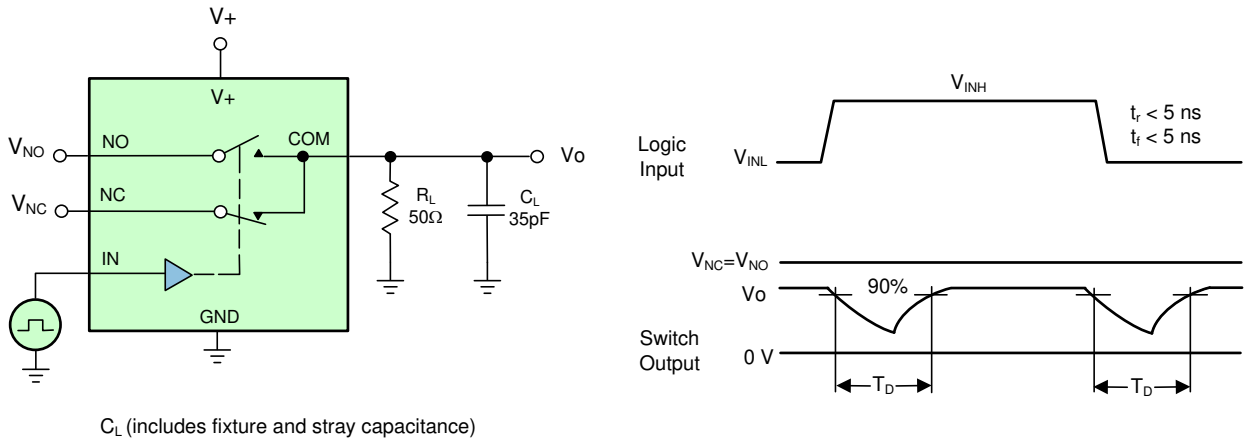 V+
V+
V_NO
NO
COM
Vo
V_NC
NC
R_L
50Ω
C_L
35pF
IN
GND
C_L (includes fixture and stray capacitance)
V_INH
t_r < 5 ns
t_f < 5 ns
Logic
Input
V_INL
V_NC=V_NO
Vo
90%
Switch
Output
0 V
T_D
T_D